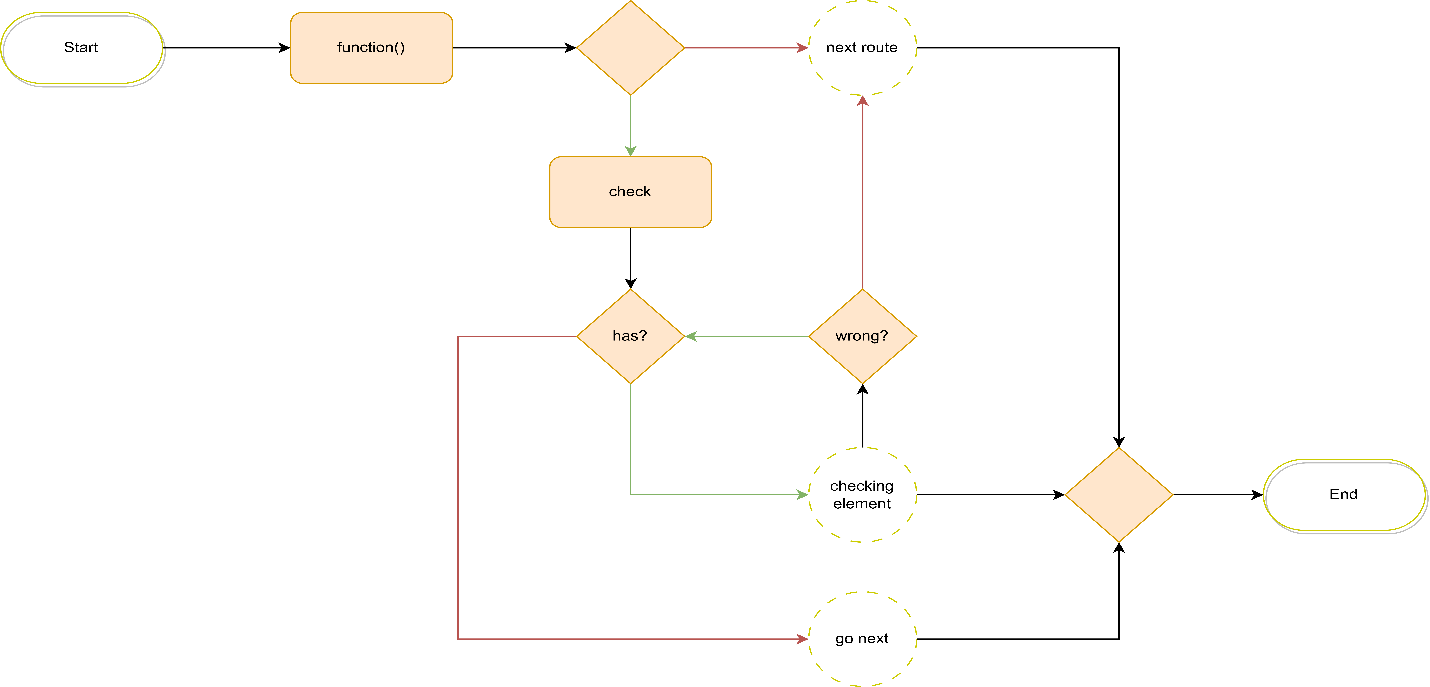 Start
function()
next route
check
has?
wrong?
checking
element
End
go next